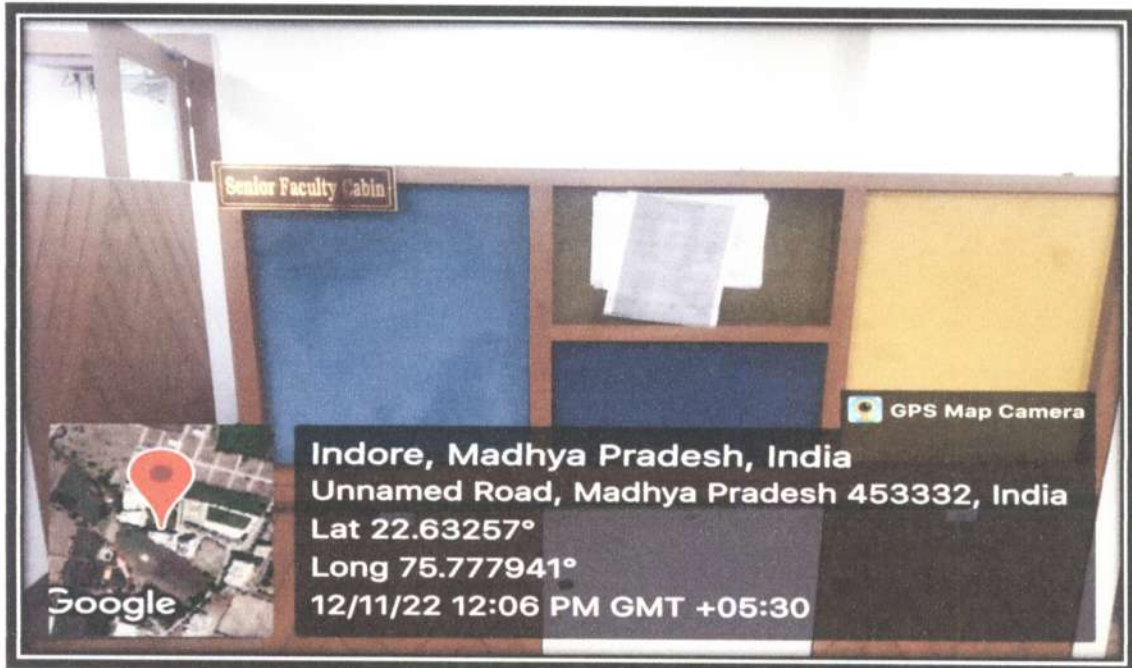 Senior Faculty Cabin
GPS Map Camera
Indore, Madhya Pradesh, India
Unnamed Road, Madhya Pradesh 453332, India
Lat 22.63257°
Long 75.777941°
12/11/22 12:06 PM GMT +05:30
Google